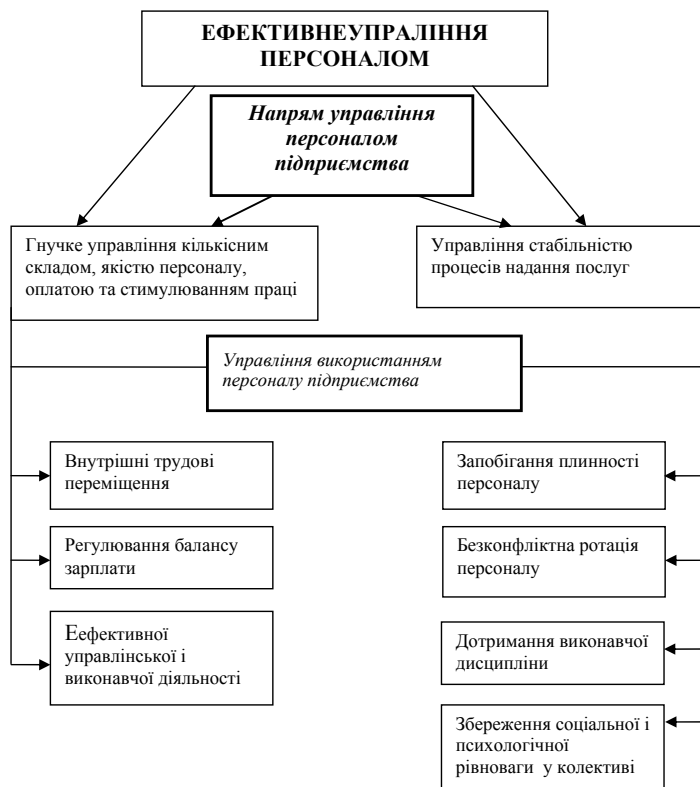 ЕФЕКТИВНЕУПРАЛІННЯ
ПЕРСОНАЛОМ
Напрям управління
персоналом
підприємства
Гнучке управління кількісним
складом, якістю персоналу,
оплатою та стимулюванням праці
Управління стабільністю
процесів надання послуг
Управління використанням
персоналу підприємства
Внутрішні трудові
переміщення
Регулювання балансу
зарплати
Еефективної
управлінської і
виконавчої діяльності
Запобігання плинності
персоналу
Безконфліктна ротація
персоналу
Дотримання виконавчої
дисципліни
Збереження соціальної і
психологічної
рівноваги у колективі